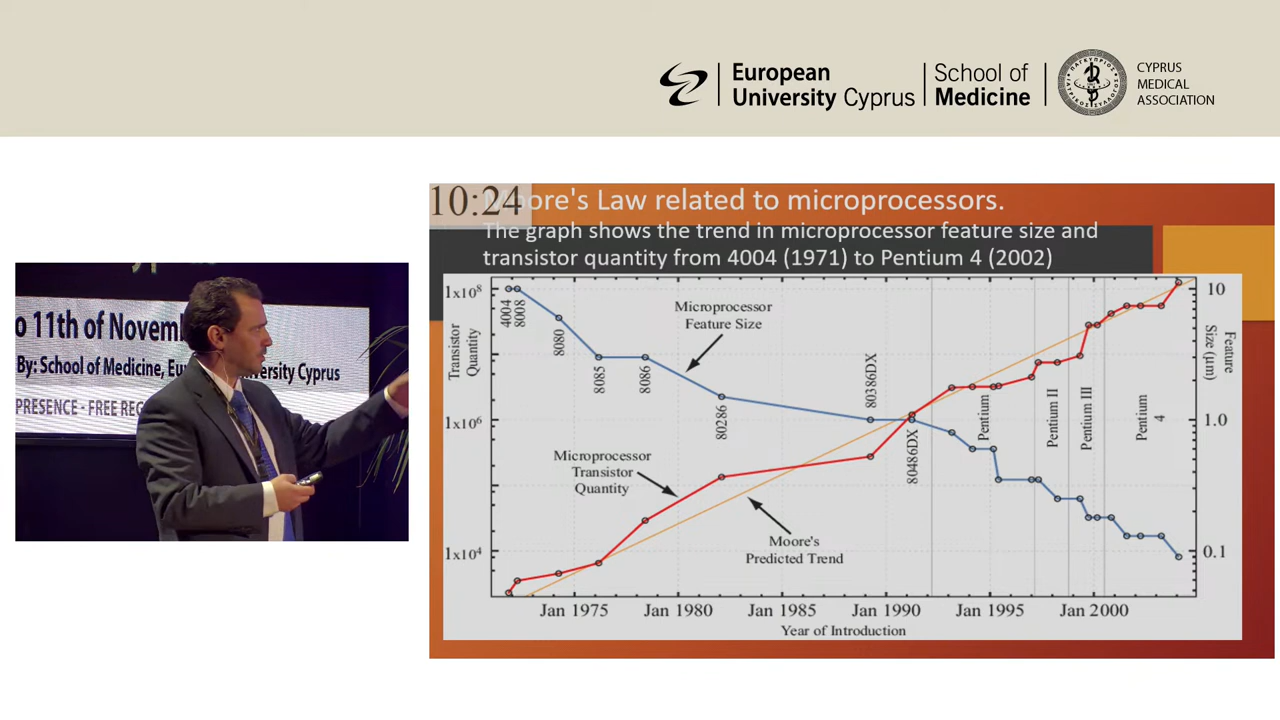 European
University Cyprus
School of
Medicine
CYPRUS
MEDICAL
ASSOCIATION
ΠΑΓΚΥΠΡΙΟΣ
ΙΑΤΡΙΚΟΣ ΣΥΛΛΟΓΟΣ
o 11th of Novem
By: School of Medicine, Eu versity Cyprus
PRESENCE - FREE REG
10:24
oore's Law related to microprocessors.
The graph shows the trend in microprocessor feature size and
transistor quantity from 4004 (1971) to Pentium 4 (2002)
1x10⁸
1x10⁶
1x10⁴
Transistor
Quantity
4004
8008
8080
8085
8086
80286
80386DX
80486DX
Pentium
Pentium II
Pentium III
Pentium
4
Microprocessor
Feature Size
Microprocessor
Transistor
Quantity
Moore's
Predicted Trend
10
1.0
0.1
Feature
Size (μm)
Jan 1975 Jan 1980 Jan 1985 Jan 1990 Jan 1995 Jan 2000
Year of Introduction